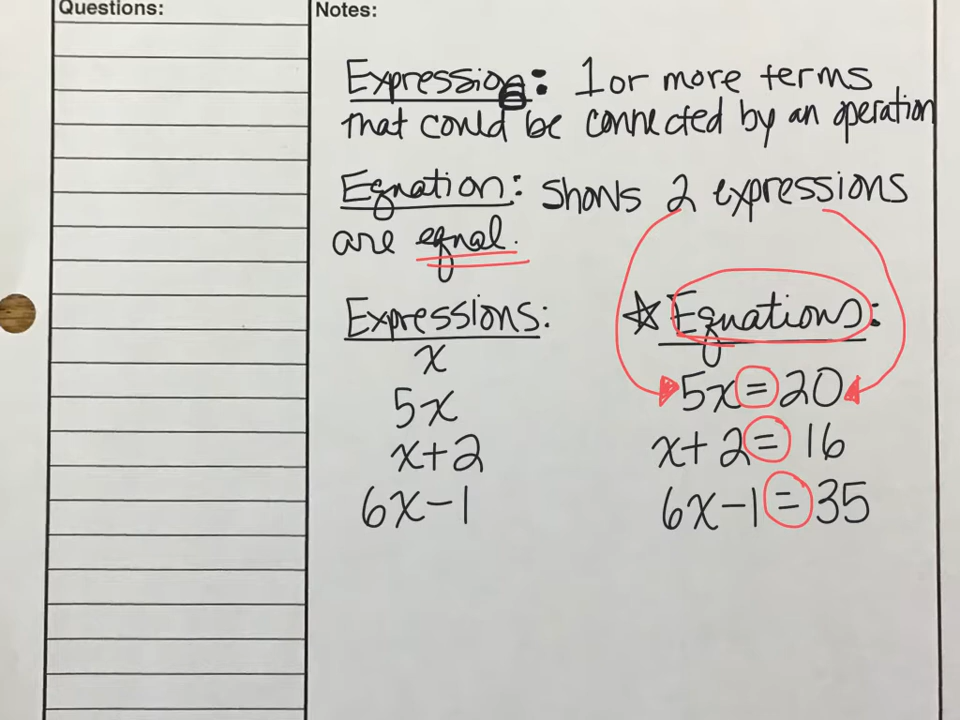 Questions:
Notes:
Expression: 1 or more terms
that could be connected by an operation
Equation: Shows 2 expressions
are equal.
Expressions:
x
5x
x+2
6x-1
☆ Equations:
5x = 20
x + 2 = 16
6x - 1 = 35